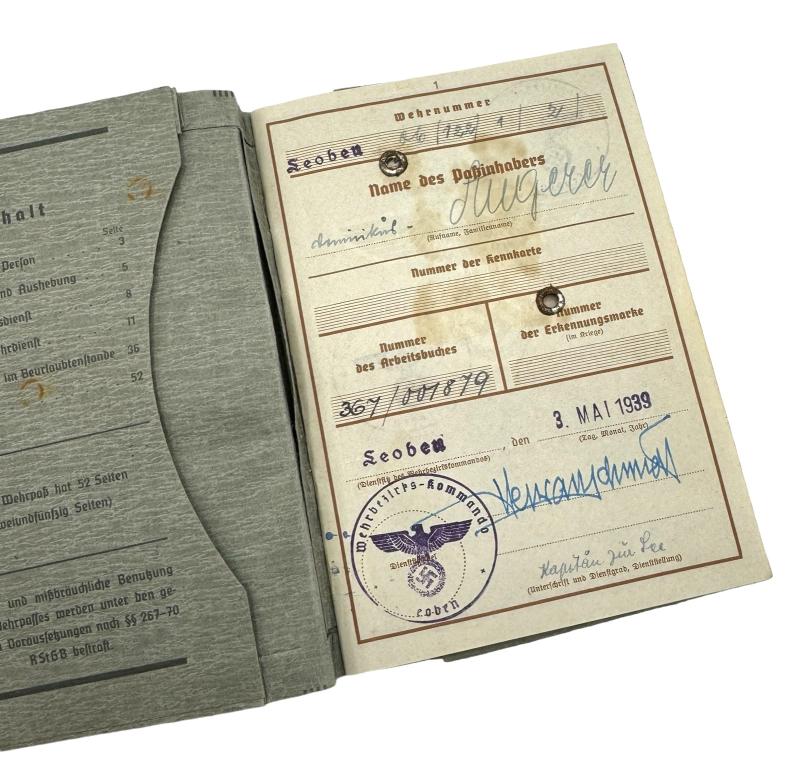 halt
Seite
Person 3
nd Aushebung 5
sdienst 8
hrdienst 11
im Beurlaubtenstande 36
52
Wehrpaß hat 52 Seiten
weiundfünfzig Seiten)
und mißbräuchliche Benutzung
ehrpasses werden unter den ge-
Voraussetzungen nach §§ 267-70
RStGB bestraft.
1
Wehrnummer
Leoben
Name des Paßinhabers
Angerer
(Rufname, Familienname)
Nummer der Kennkarte
Nummer
des Arbeitsbuches
367/001879
Nummer
der Erkennungsmarke
(im Kriege)
Leoben, den 3. MAI 1939
(Dienstsitz des Wehrbezirkskommandos) (Tag, Monat, Jahr)
Wehrbezirks-Kommando
Leoben
Kapitän zur See
(Unterschrift und Dienstgrad, Dienststellung)